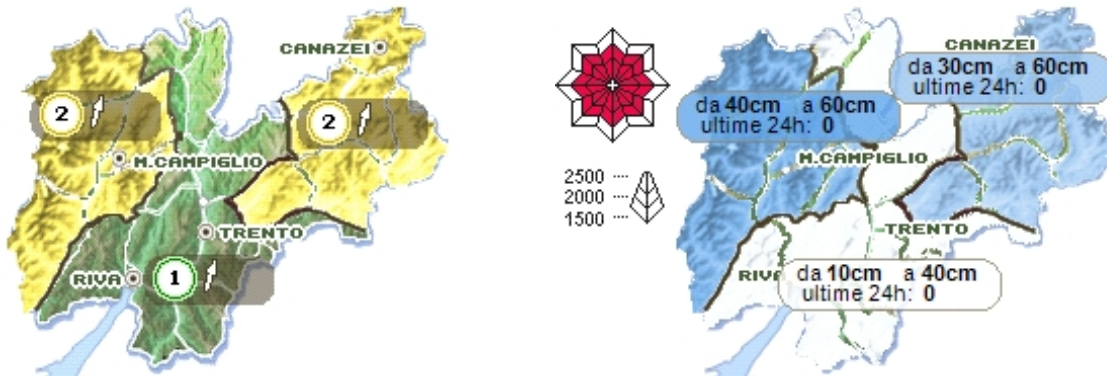 CANAZEI
2
2
M.CAMPIGLIO
TRENTO
RIVA
1
CANAZEI
da 30cm a 60cm
ultime 24h: 0
da 40cm a 60cm
ultime 24h: 0
M.CAMPIGLIO
2500
2000
1500
TRENTO
RIVA
da 10cm a 40cm
ultime 24h: 0